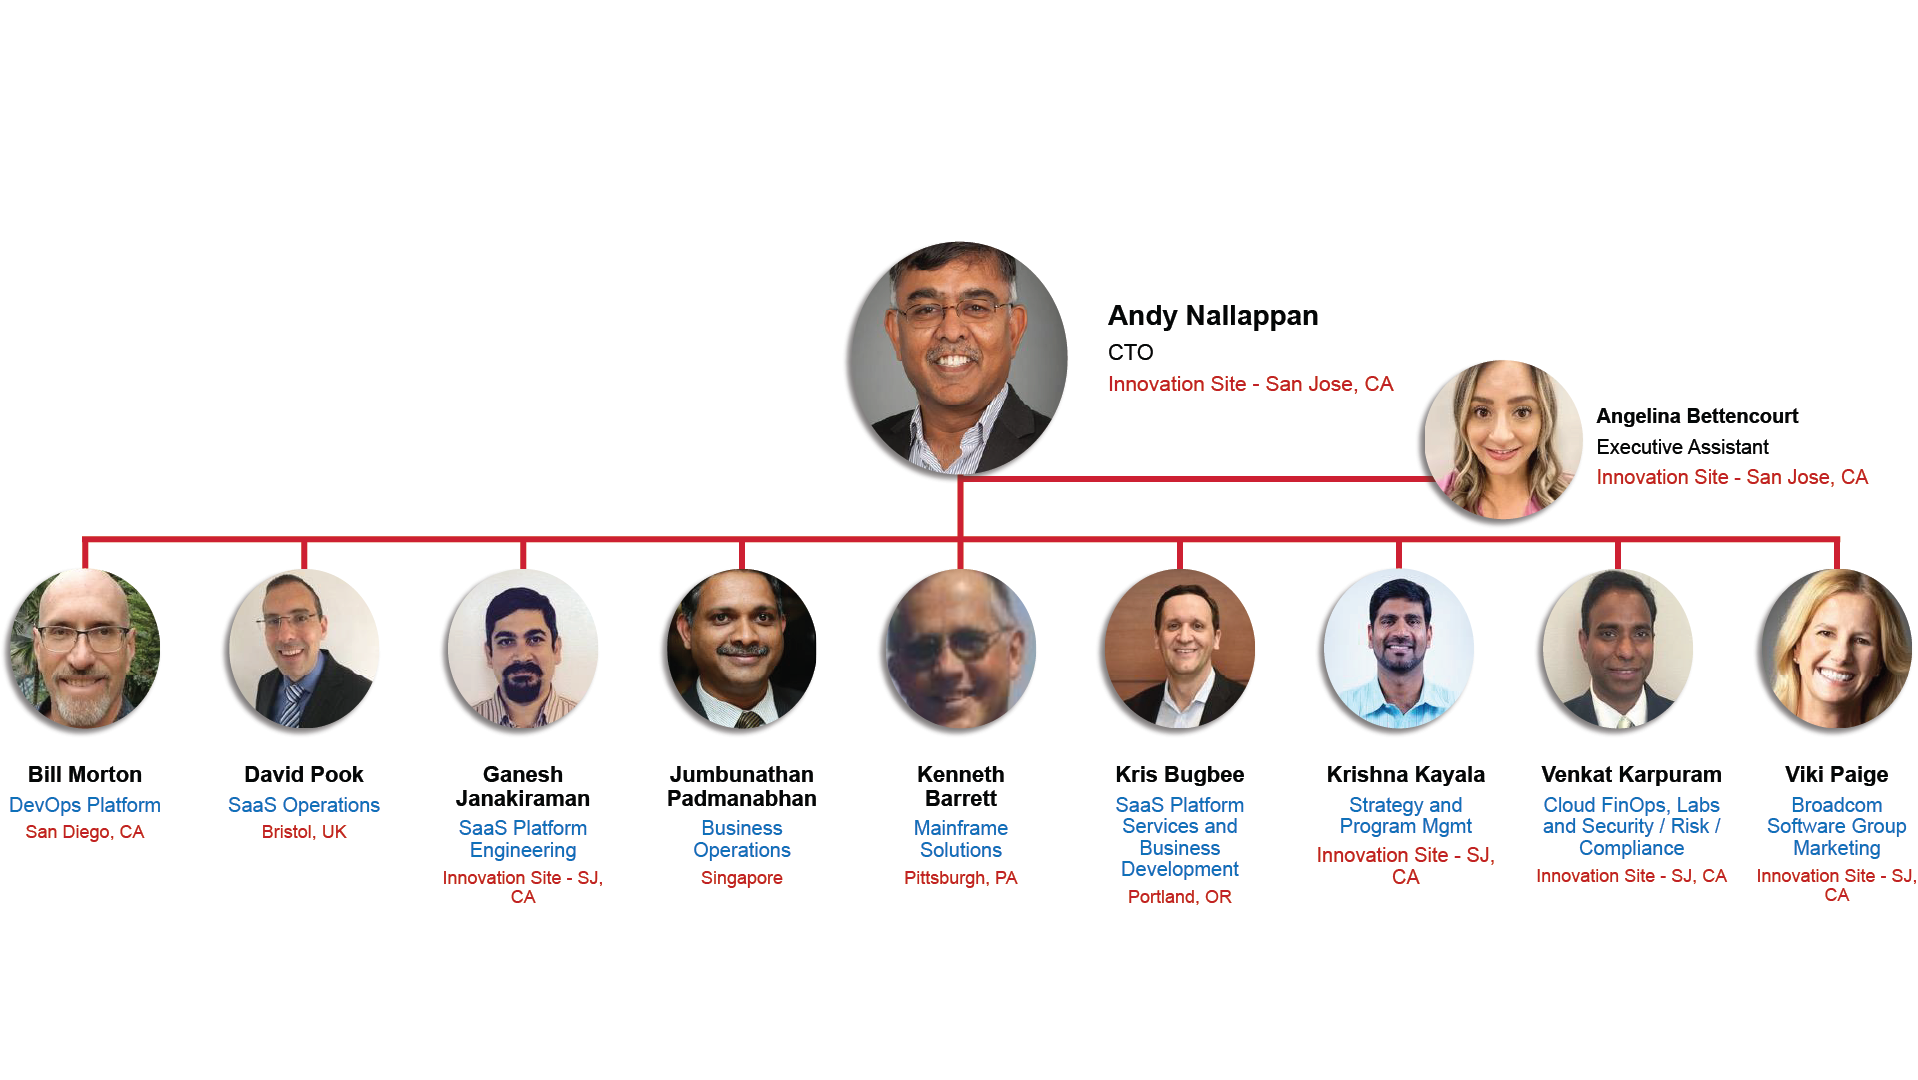 Andy Nallappan
CTO
Innovation Site - San Jose, CA
Angelina Bettencourt
Executive Assistant
Innovation Site - San Jose, CA
Bill Morton
DevOps Platform
San Diego, CA
David Pook
SaaS Operations
Bristol, UK
Ganesh
Janakiraman
SaaS Platform
Engineering
Innovation Site - SJ,
CA
Jumbunathan
Padmanabhan
Business
Operations
Singapore
Kenneth
Barrett
Mainframe
Solutions
Pittsburgh, PA
Kris Bugbee
SaaS Platform
Services and
Business
Development
Portland, OR
Krishna Kayala
Strategy and
Program Mgmt
Innovation Site - SJ,
CA
Venkat Karpuram
Cloud FinOps, Labs
and Security / Risk /
Compliance
Innovation Site - SJ, CA
Viki Paige
Broadcom
Software Group
Marketing
Innovation Site - SJ,
CA